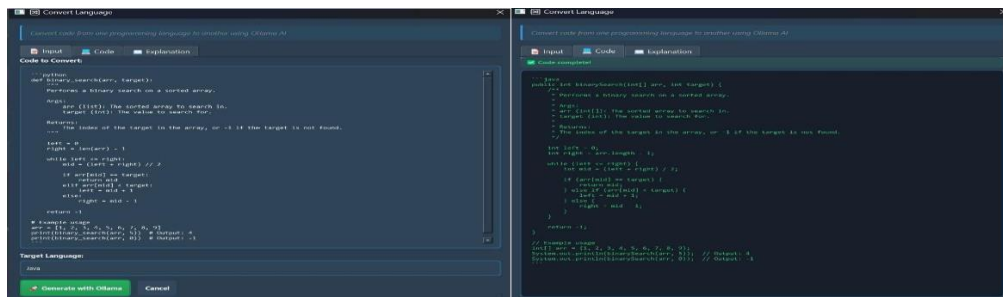 Convert Language
Convert code from one programming language to another using Ollama AI
Input Code Explanation
Code to Convert:
```python
def binary_search(arr, target):
"""
Performs a binary search on a sorted array.
Args:
arr (list): The sorted array to search in.
target (int): The value to search for.
Returns:
The index of the target in the array, or -1 if the target is not found.
"""
left = 0
right = len(arr) - 1
while left <= right:
mid = (left + right) // 2
if arr[mid] == target:
return mid
elif arr[mid] < target:
left = mid + 1
else:
right = mid - 1
return -1
# Example usage
arr = [1, 2, 3, 4, 5, 6, 7, 8, 9]
print(binary_search(arr, 5)) # Output: 4
print(binary_search(arr, 0)) # Output: -1
```
Target Language:
Java
Generate with Ollama Cancel
Convert Language
Convert code from one programming language to another using Ollama AI
Input Code Explanation
Code complete!
```java
public int binarySearch(int[] arr, int target) {
/**
* Performs a binary search on a sorted array.
*
* Args:
* arr (int[]): The sorted array to search in.
* target (int): The value to search for.
*
* Returns:
* The index of the target in the array, or -1 if the target is not found.
*/
int left = 0;
int right = arr.length - 1;
while (left <= right) {
int mid = (left + right) / 2;
if (arr[mid] == target) {
return mid;
} else if (arr[mid] < target) {
left = mid + 1;
} else {
right = mid - 1;
}
}
return -1;
}
// Example usage
int[] arr = {1, 2, 3, 4, 5, 6, 7, 8, 9};
System.out.println(binarySearch(arr, 5)); // Output: 4
System.out.println(binarySearch(arr, 0)); // Output: -1
```